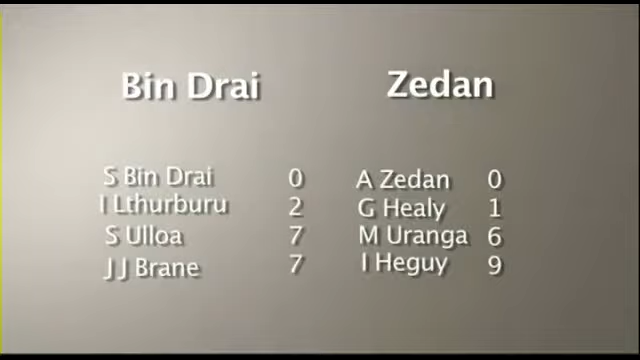 Bin Drai
S Bin Drai 0
I Lthurburu 2
S Ulloa 7
J J Brane 7
Zedan
A Zedan 0
G Healy 1
M Uranga 6
I Heguy 9